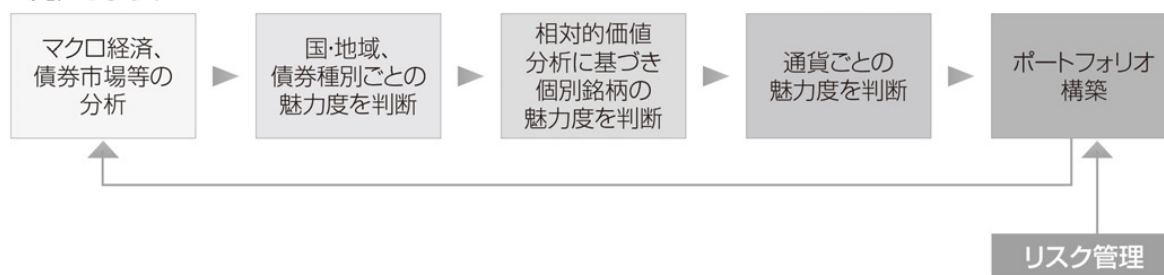 マクロ経済、
債券市場等の
分析
国・地域、
債券種別ごとの
魅力度を判断
相対的価値
分析に基づき
個別銘柄の
魅力度を判断
通貨ごとの
魅力度を判断
ポートフォリオ
構築
リスク管理